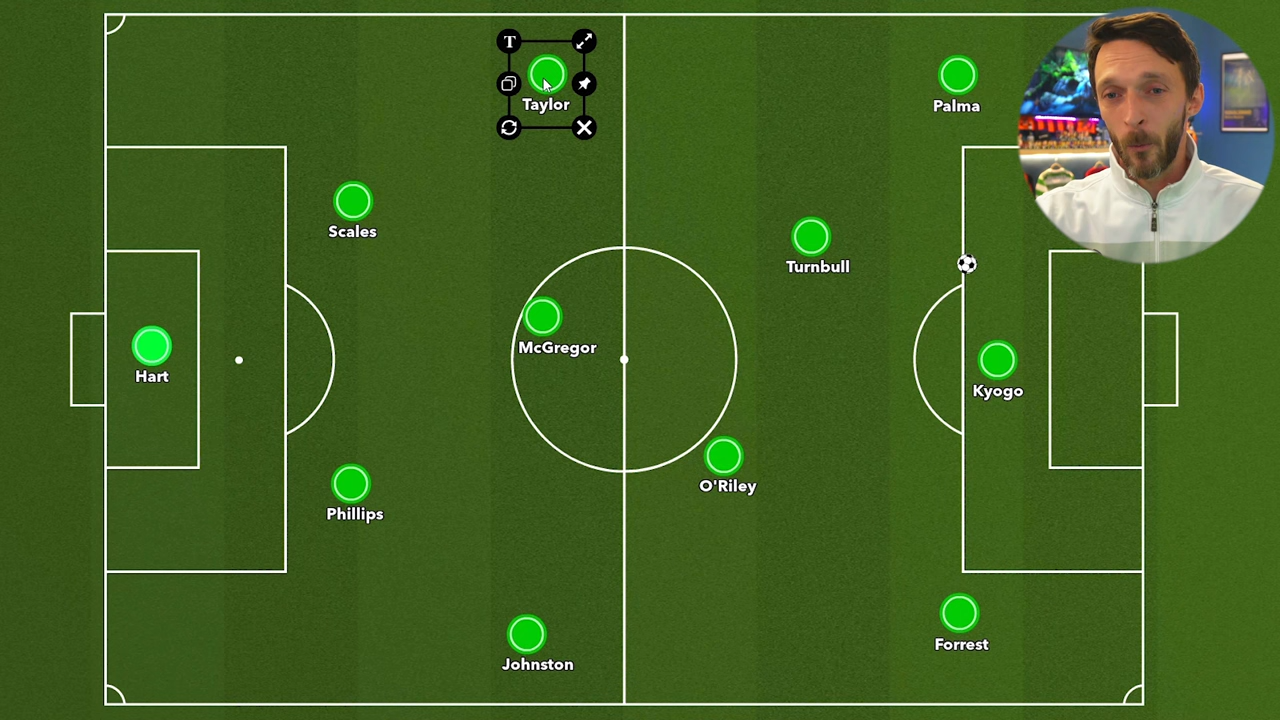 T
Taylor
Palma
Scales
Turnbull
McGregor
Hart
Kyogo
O'Riley
Phillips
Forrest
Johnston